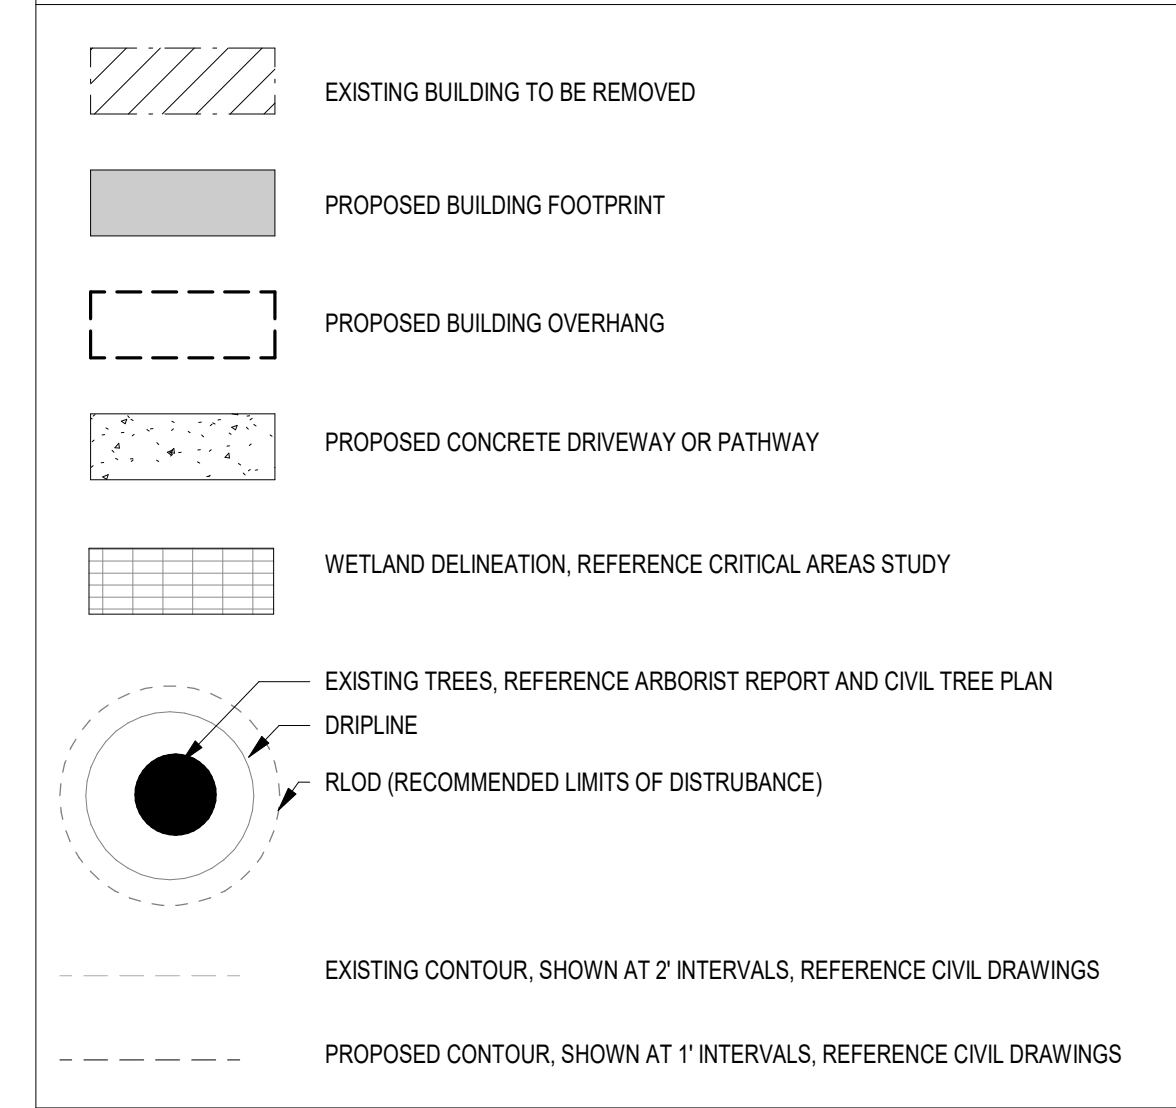 EXISTING BUILDING TO BE REMOVED
PROPOSED BUILDING FOOTPRINT
PROPOSED BUILDING OVERHANG
PROPOSED CONCRETE DRIVEWAY OR PATHWAY
WETLAND DELINEATION, REFERENCE CRITICAL AREAS STUDY
EXISTING TREES, REFERENCE ARBORIST REPORT AND CIVIL TREE PLAN
DRIPLINE
RLOD (RECOMMENDED LIMITS OF DISTRUBANCE)
EXISTING CONTOUR, SHOWN AT 2' INTERVALS, REFERENCE CIVIL DRAWINGS
PROPOSED CONTOUR, SHOWN AT 1' INTERVALS, REFERENCE CIVIL DRAWINGS